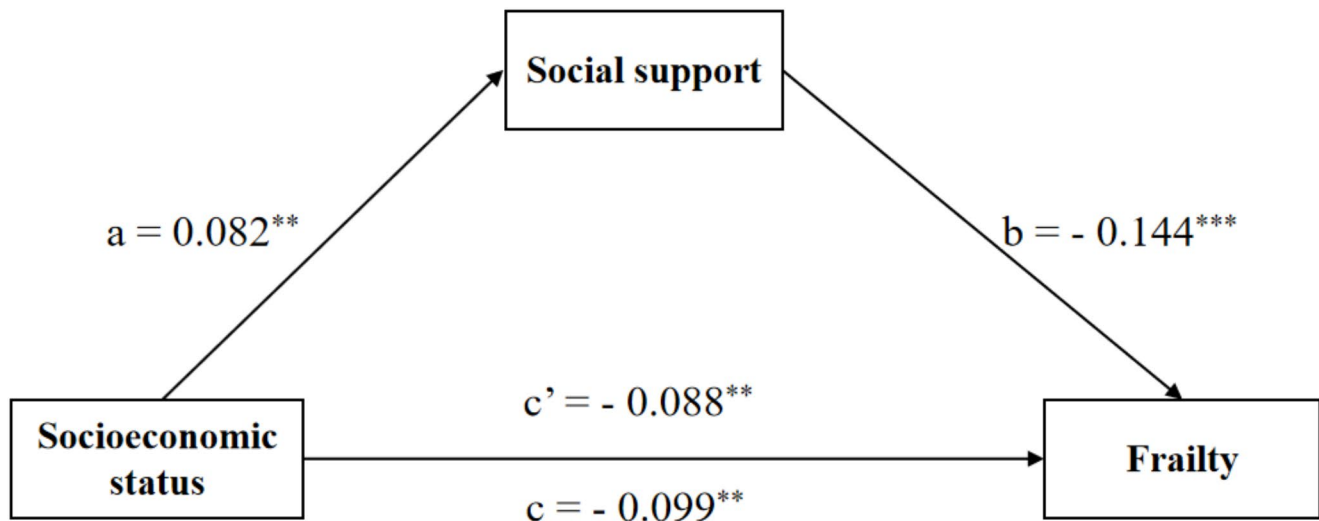 Social support
a = 0.082**
b = - 0.144***
c’ = - 0.088**
Socioeconomic
status
Frailty
c = - 0.099**